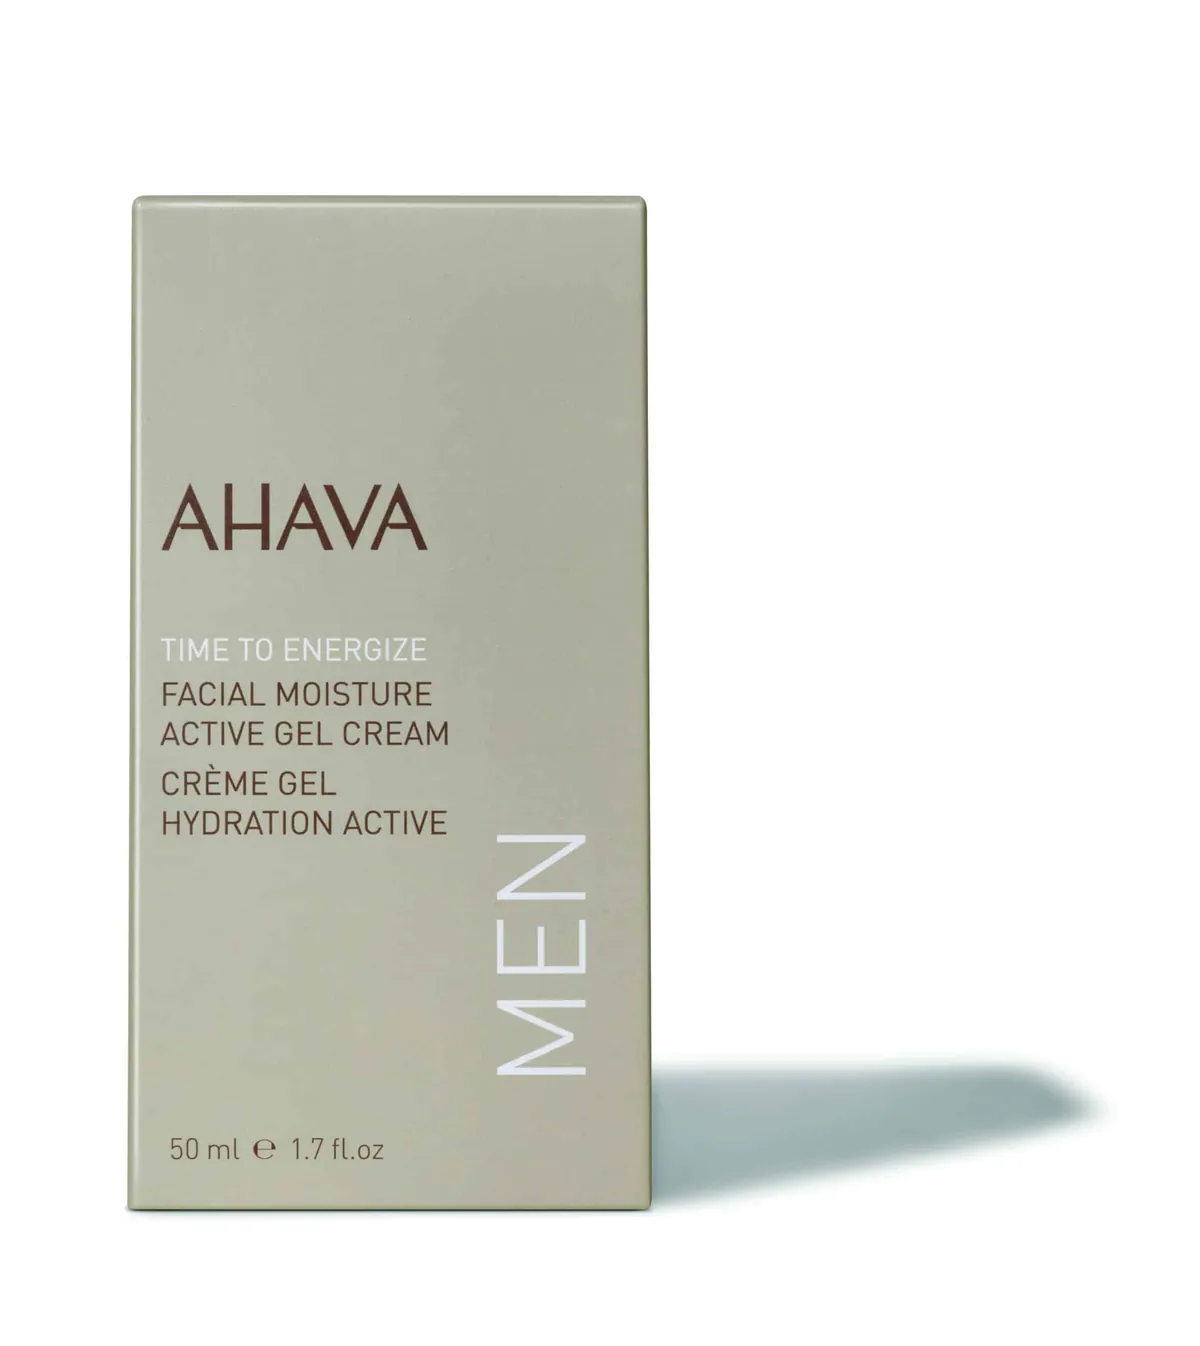 AHAVA
TIME TO ENERGIZE
FACIAL MOISTURE
ACTIVE GEL CREAM
CRÈME GEL
HYDRATION ACTIVE
MEN
50 ml ℮ 1.7 fl.oz